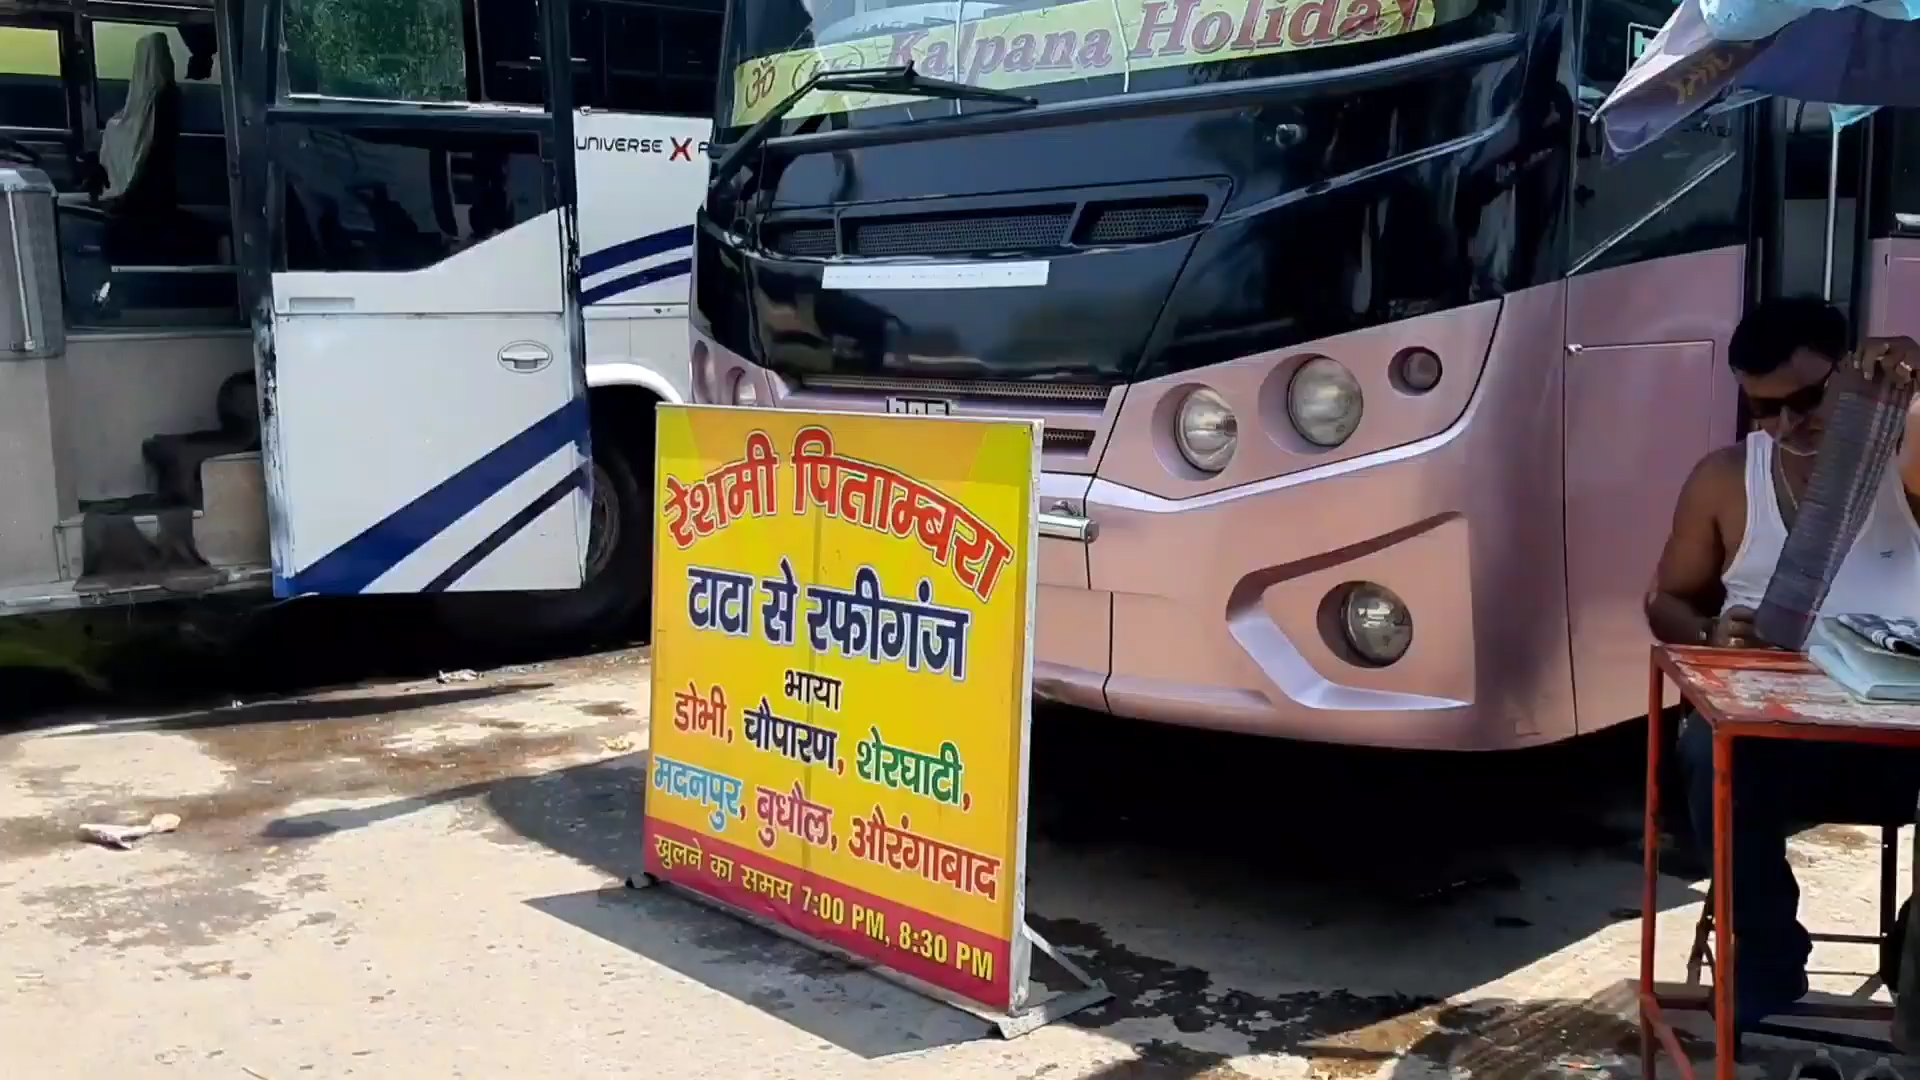 ॐ Kalpana Holiday
UNIVERSE X
रेशमी पिताम्बरा
टाटा से रफीगंज
भाया
डोभी, चौपारण, शेरघाटी,
मदनपुर, बुधौल, औरंगाबाद
खुलने का समय 7:00 PM, 8:30 PM